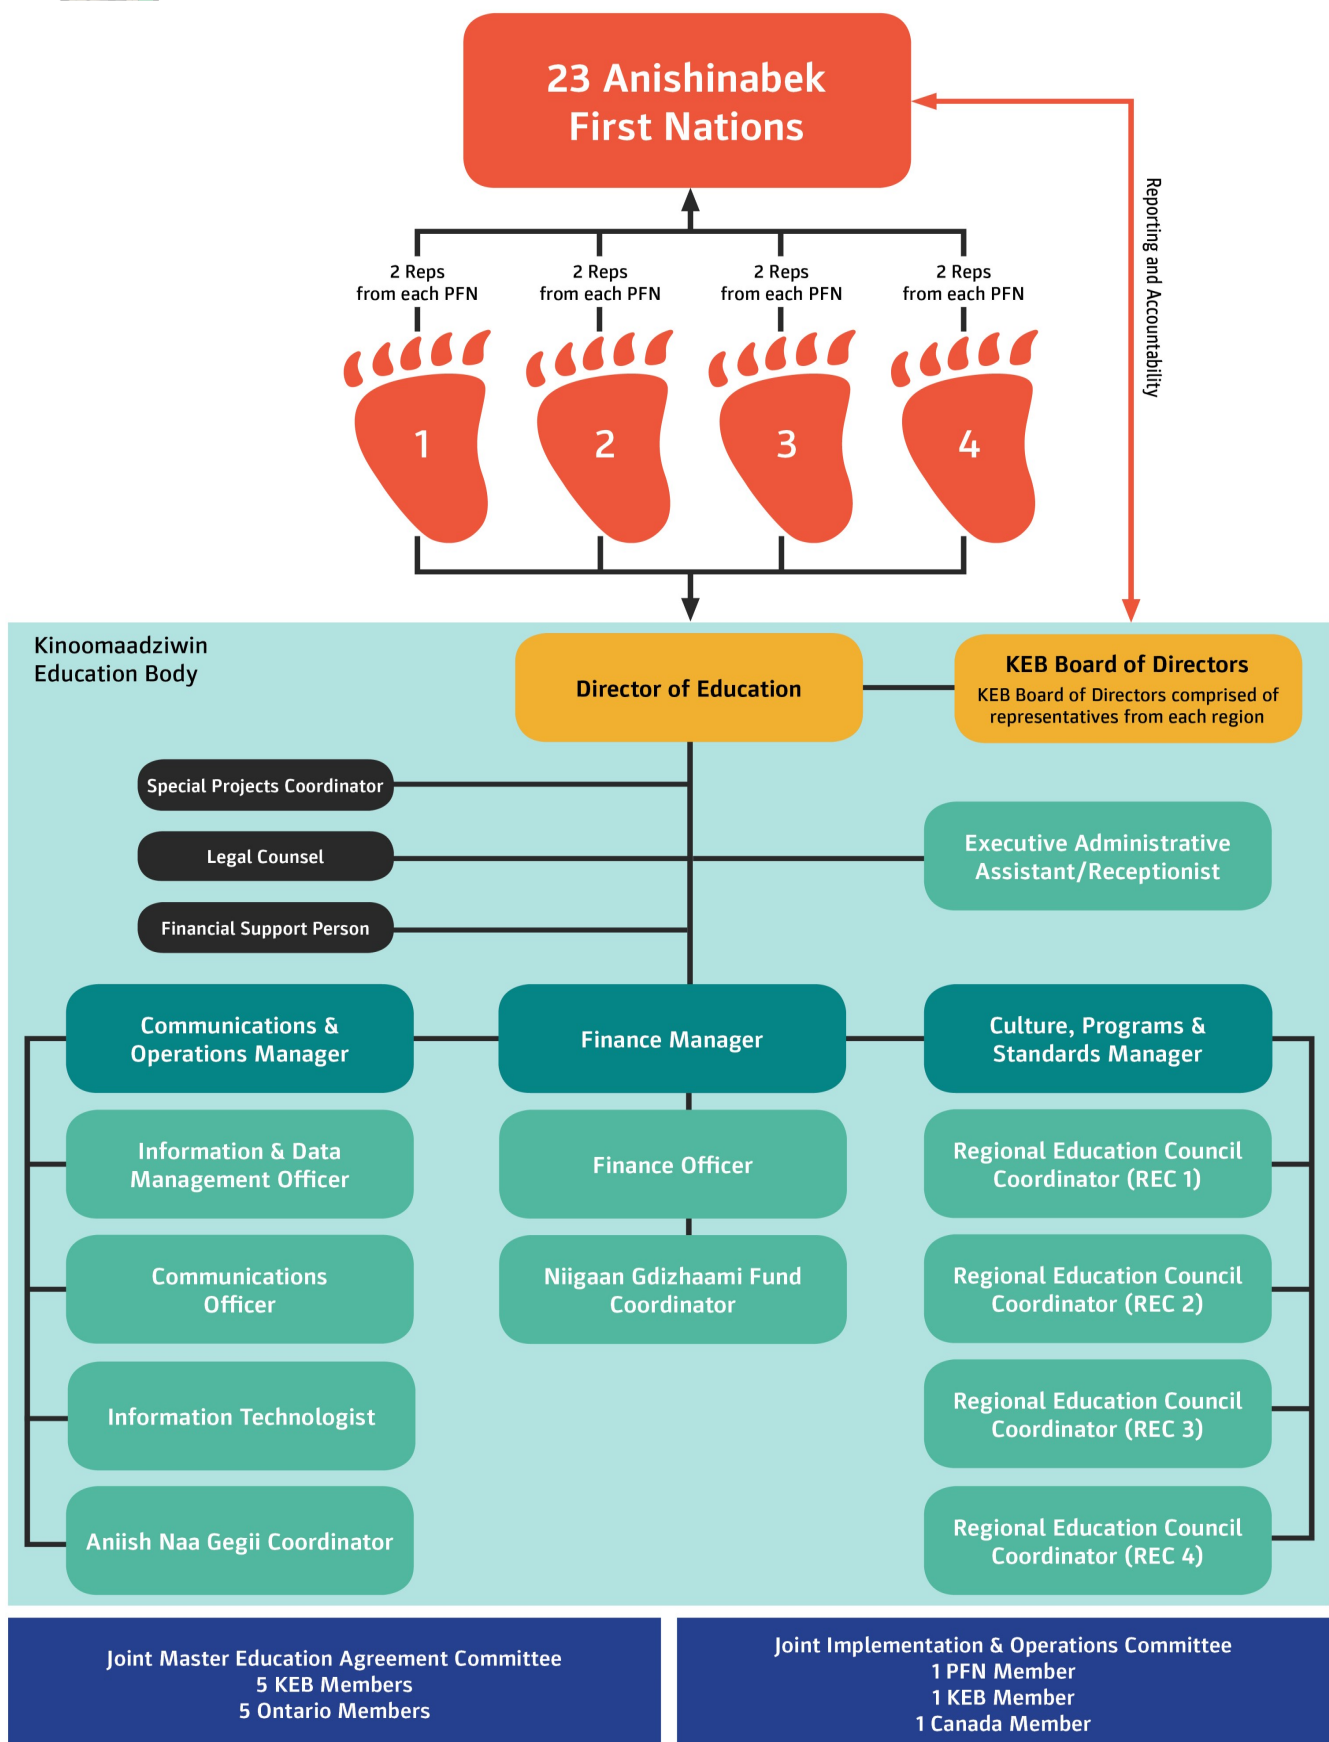 23 Anishinabek
First Nations
Reporting and Accountability
2 Reps
from each PFN
2 Reps
from each PFN
2 Reps
from each PFN
2 Reps
from each PFN
1
2
3
4
Kinoomaadziwin
Education Body
Director of Education
KEB Board of Directors
KEB Board of Directors comprised of
representatives from each region
Special Projects Coordinator
Legal Counsel
Financial Support Person
Executive Administrative
Assistant/Receptionist
Communications &
Operations Manager
Finance Manager
Culture, Programs &
Standards Manager
Information & Data
Management Officer
Finance Officer
Regional Education Council
Coordinator (REC 1)
Communications
Officer
Niigaan Gdizhaami Fund
Coordinator
Regional Education Council
Coordinator (REC 2)
Information Technologist
Regional Education Council
Coordinator (REC 3)
Aniish Naa Gegii Coordinator
Regional Education Council
Coordinator (REC 4)
Joint Master Education Agreement Committee
5 KEB Members
5 Ontario Members
Joint Implementation & Operations Committee
1 PFN Member
1 KEB Member
1 Canada Member